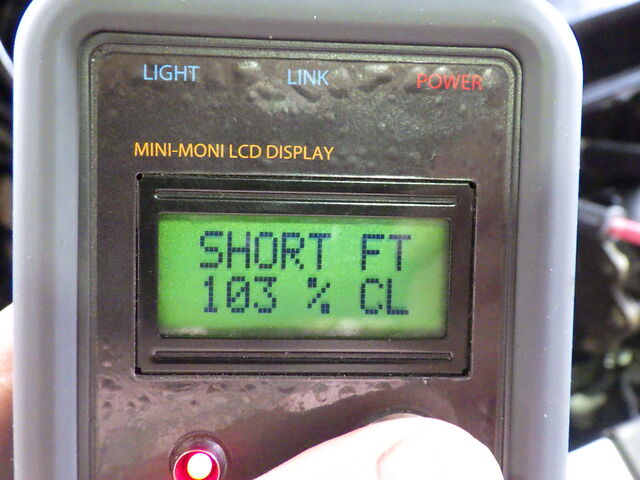 LIGHT LINK POWER
MINI-MONI LCD DISPLAY
SHORT FT
103 % CL